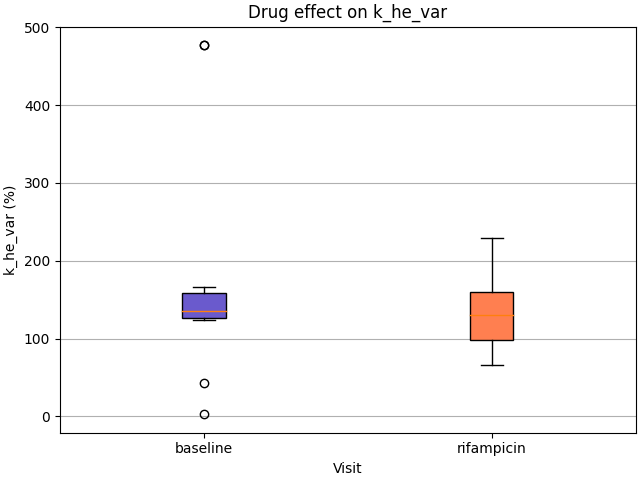 Drug effect on k_he_var
500
400
300
200
100
0
k_he_var (%)
baseline
rifampicin
Visit